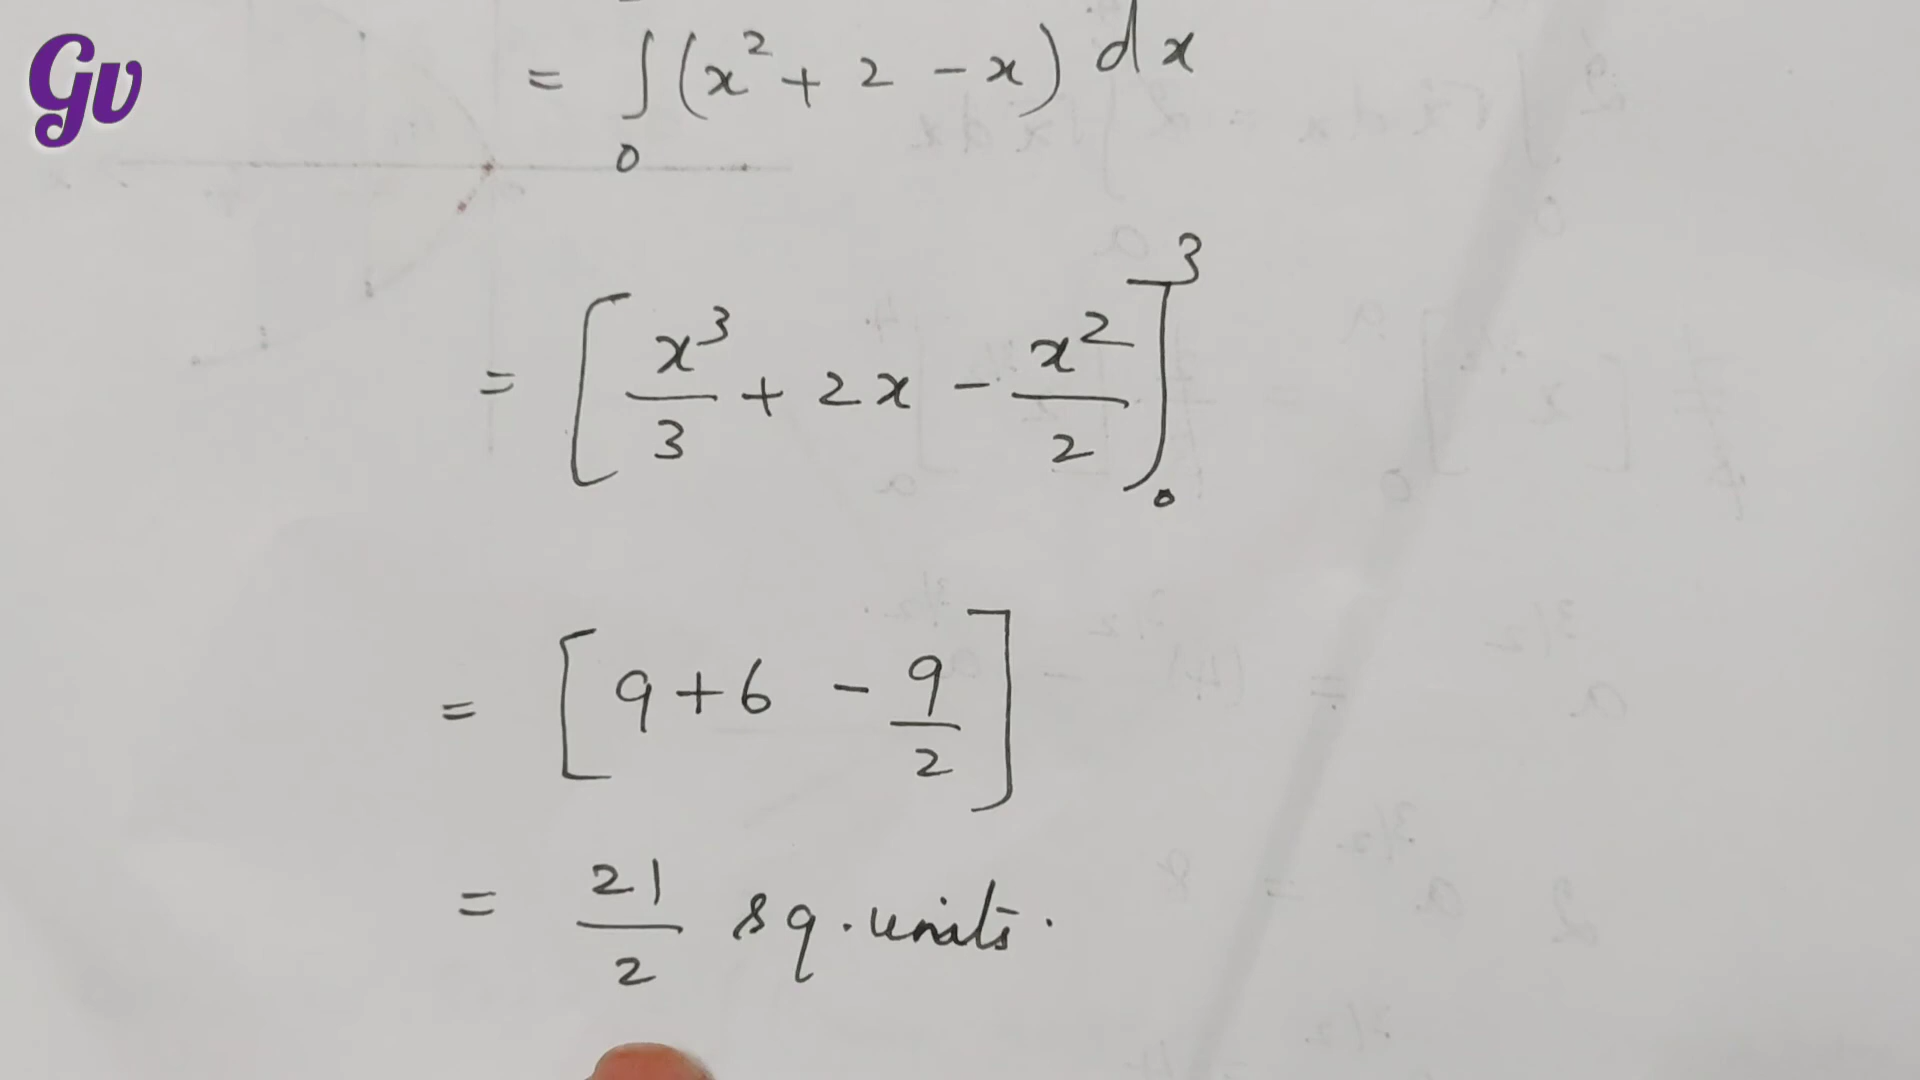 Gv
= ∫₀ (x² + 2 - x) dx
= [x³/3 + 2x - x²/2]₀³
= [9 + 6 - 9/2]
= 21/2 sq. units.